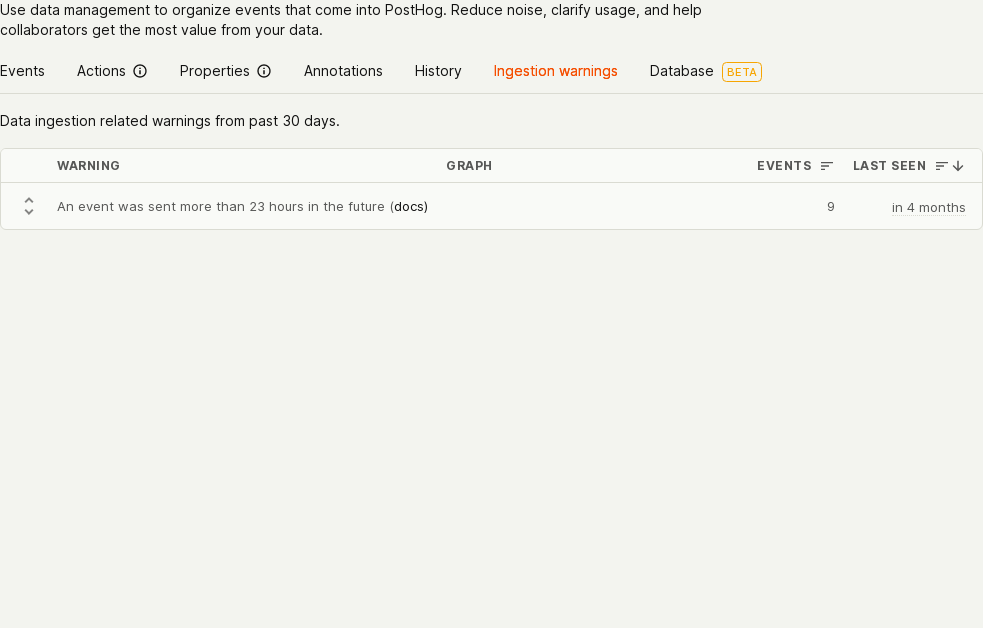 Use data management to organize events that come into PostHog. Reduce noise, clarify usage, and help
collaborators get the most value from your data.
Events Actions Properties Annotations History Ingestion warnings Database BETA
Data ingestion related warnings from past 30 days.
WARNING GRAPH EVENTS LAST SEEN
An event was sent more than 23 hours in the future (docs) 9 in 4 months